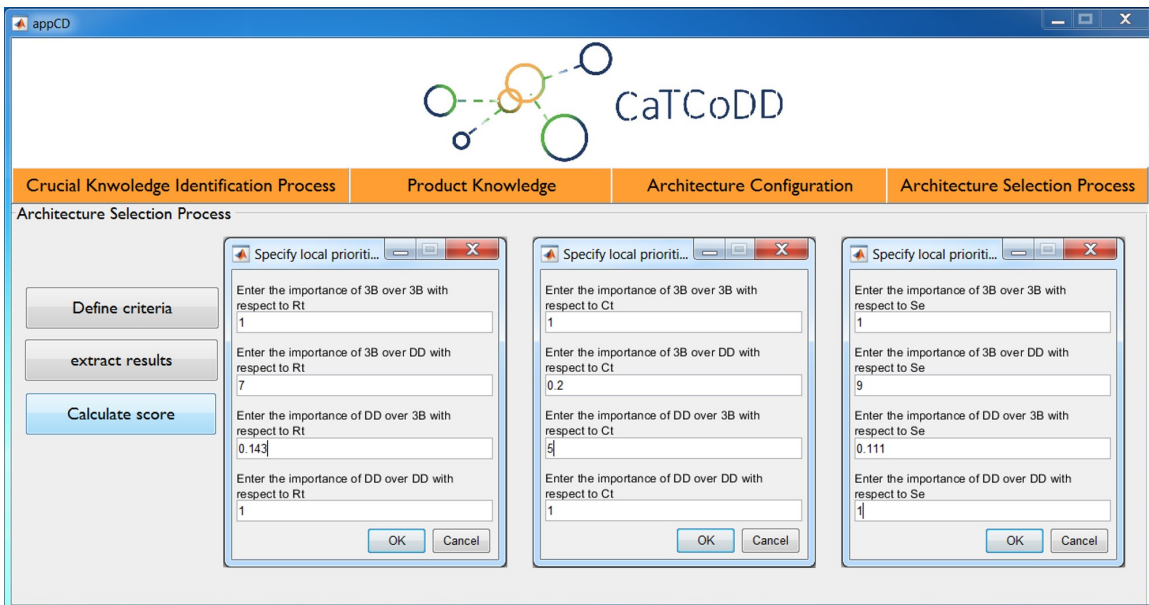 appCD
CaTCoDD
Crucial Knwoledge Identification Process
Product Knowledge
Architecture Configuration
Architecture Selection Process
Architecture Selection Process
Define criteria
extract results
Calculate score
Specify local prioriti...
Enter the importance of 3B over 3B with
respect to Rt
1
Enter the importance of 3B over DD with
respect to Rt
7
Enter the importance of DD over 3B with
respect to Rt
0.143
Enter the importance of DD over DD with
respect to Rt
1
OK
Cancel
Specify local prioriti...
Enter the importance of 3B over 3B with
respect to Ct
1
Enter the importance of 3B over DD with
respect to Ct
0.2
Enter the importance of DD over 3B with
respect to Ct
5
Enter the importance of DD over DD with
respect to Ct
1
OK
Cancel
Specify local prioriti...
Enter the importance of 3B over 3B with
respect to Se
1
Enter the importance of 3B over DD with
respect to Se
9
Enter the importance of DD over 3B with
respect to Se
0.111
Enter the importance of DD over DD with
respect to Se
1
OK
Cancel